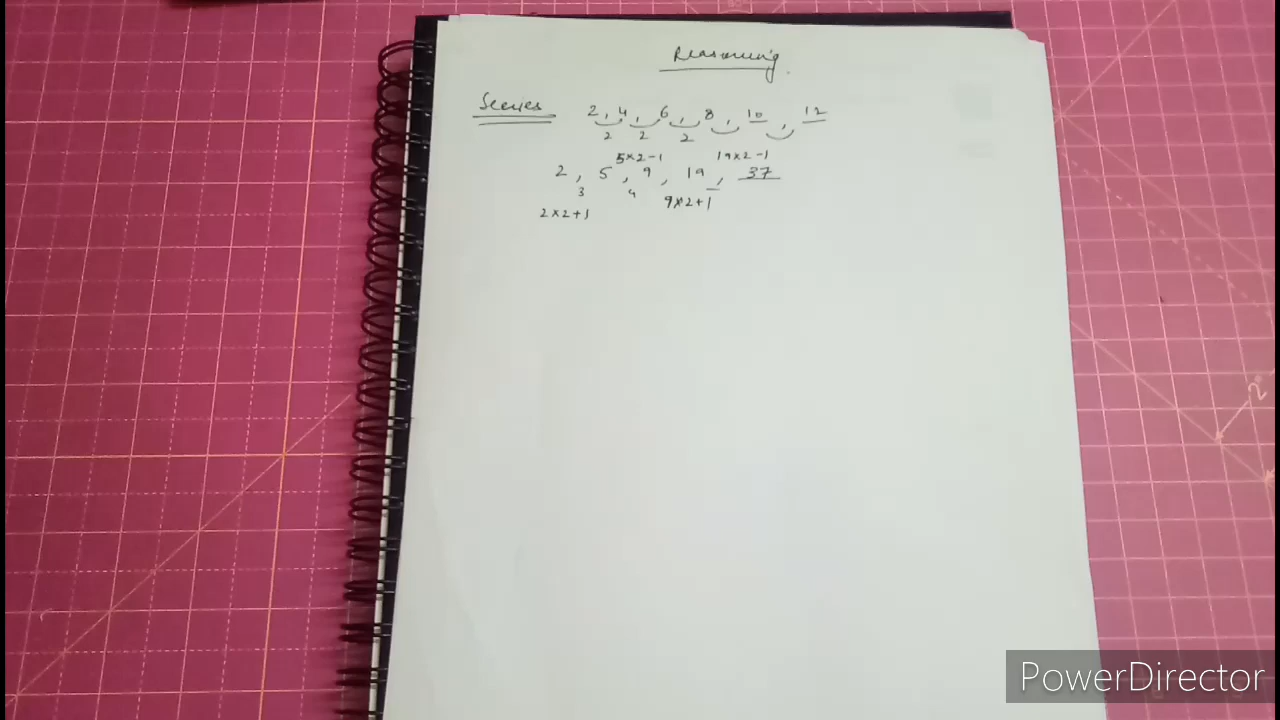 Reasoning
Series 2, 4, 6, 8, 10, 12
2 2 2
5×2-1 19×2-1
2, 5, 9, 19, 37
3 4 9×2+1
2×2+1
2"
PowerDirector